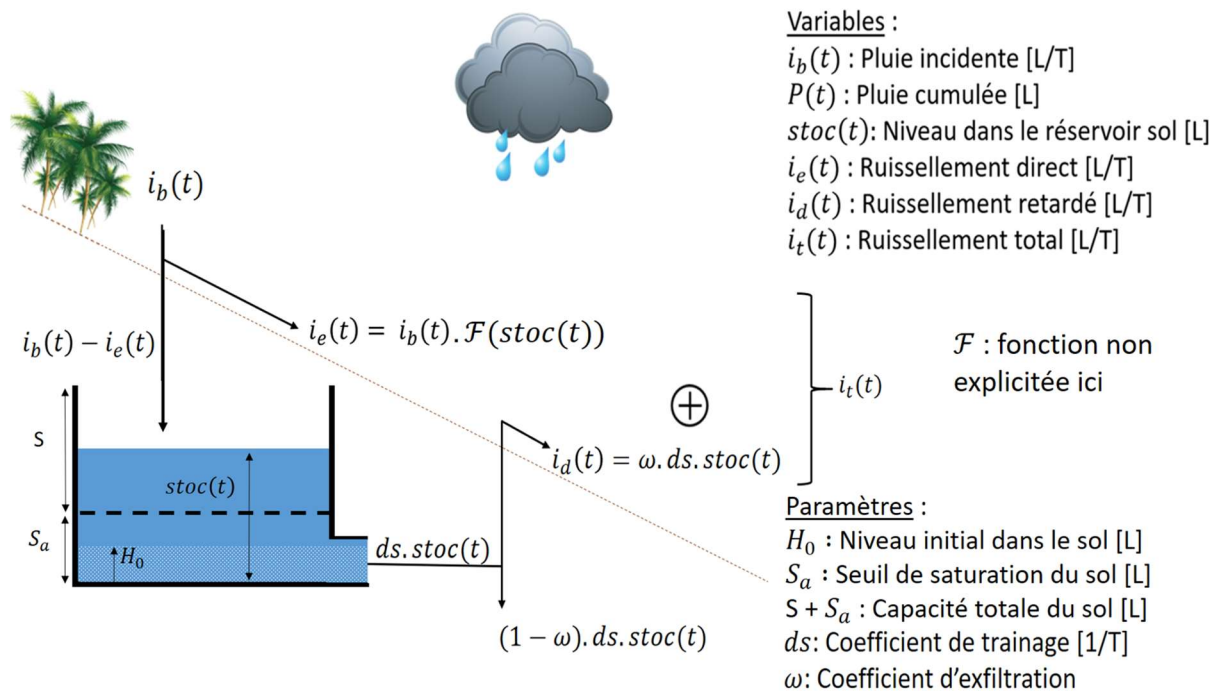 Variables :
i_b(t) : Pluie incidente [L/T]
P(t) : Pluie cumulée [L]
stoc(t): Niveau dans le réservoir sol [L]
i_e(t) : Ruissellement direct [L/T]
i_d(t) : Ruissellement retardé [L/T]
i_t(t) : Ruissellement total [L/T]
i_b(t)
i_b(t) − i_e(t)
i_e(t) = i_b(t).ℱ(stoc(t))
ℱ : fonction non
explicitée ici
i_t(t)
⊕
i_d(t) = ω.ds.stoc(t)
S
stoc(t)
S_a
H_0
ds.stoc(t)
(1 − ω).ds.stoc(t)
Paramètres :
H_0 : Niveau initial dans le sol [L]
S_a : Seuil de saturation du sol [L]
S + S_a : Capacité totale du sol [L]
ds: Coefficient de trainage [1/T]
ω: Coefficient d'exfiltration